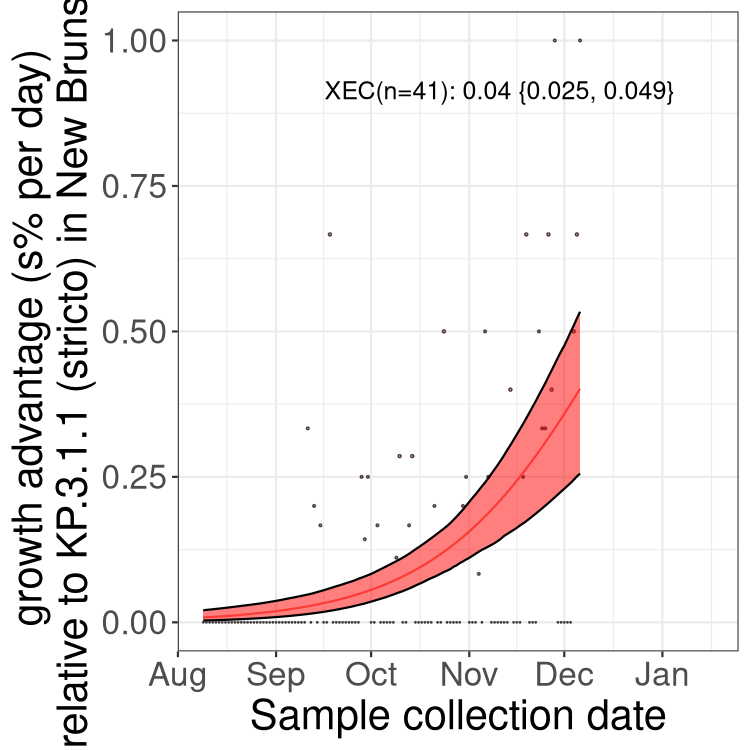 growth advantage (s% per day)
relative to KP.3.1.1 (stricto) in New Bruns
1.00
0.75
0.50
0.25
0.00
XEC(n=41): 0.04 {0.025, 0.049}
Aug Sep Oct Nov Dec Jan
Sample collection date